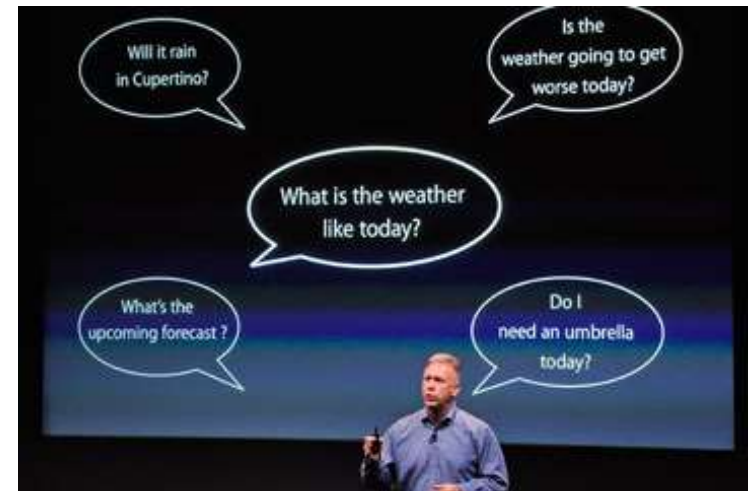 Will it rain
in Cupertino?
Is the
weather going to get
worse today?
What is the weather
like today?
What's the
upcoming forecast ?
Do I
need an umbrella
today?